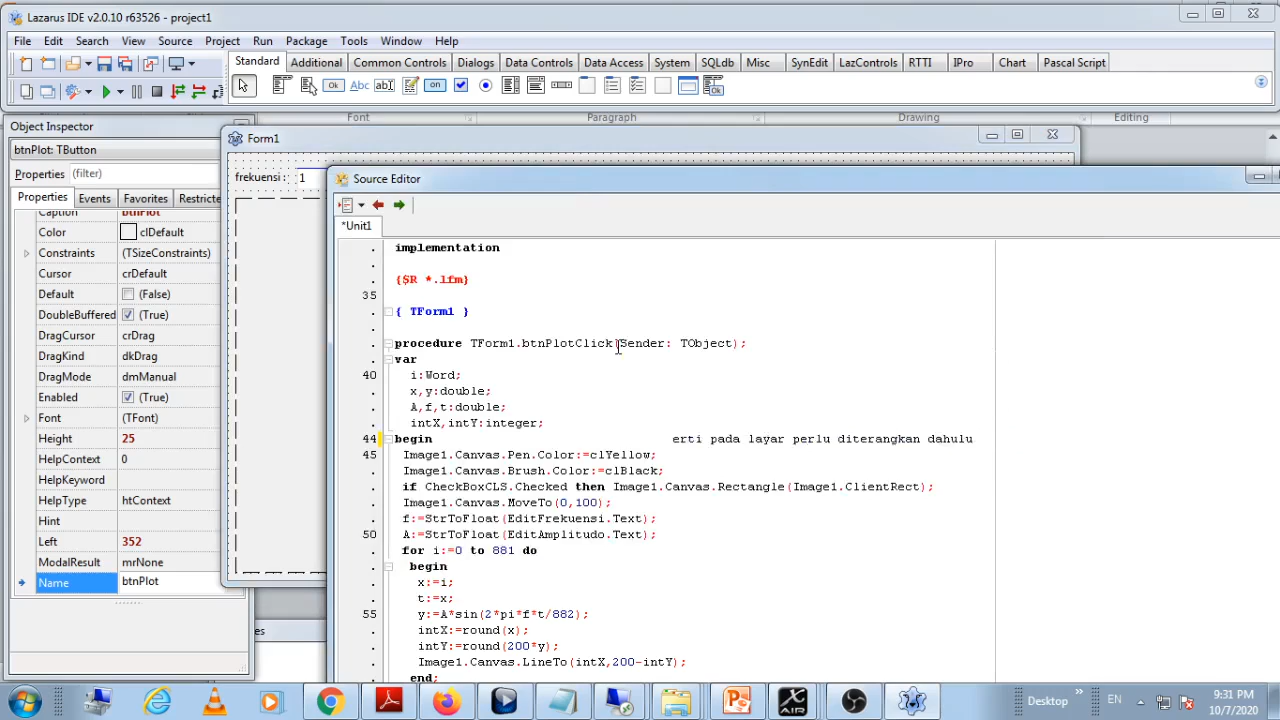 Lazarus IDE v2.0.10 r63526 - project1
File Edit Search View Source Project Run Package Tools Window Help
Standard Additional Common Controls Dialogs Data Controls Data Access System SQLdb Misc SynEdit LazControls RTTI IPro Chart Pascal Script
Ok Abc ab on Ok
Font Paragraph Drawing Editing
Object Inspector
btnPlot: TButton
Properties (filter)
Properties Events Favorites Restricte
Caption btnPlot
Color clDefault
Constraints (TSizeConstraints)
Cursor crDefault
Default (False)
DoubleBuffered (True)
DragCursor crDrag
DragKind dkDrag
DragMode dmManual
Enabled (True)
Font (TFont)
Height 25
HelpContext 0
HelpKeyword
HelpType htContext
Hint
Left 352
ModalResult mrNone
Name btnPlot
Form1
frekuensi : 1
Source Editor
*Unit1
implementation
{$R *.lfm}
35
{ TForm1 }
procedure TForm1.btnPlotClick(Sender: TObject);
var
40 i:Word;
x,y:double;
A,f,t:double;
intX,intY:integer;
44 begin erti pada layar perlu diterangkan dahulu
45 Image1.Canvas.Pen.Color:=clYellow;
Image1.Canvas.Brush.Color:=clBlack;
if CheckBoxCLS.Checked then Image1.Canvas.Rectangle(Image1.ClientRect);
Image1.Canvas.MoveTo(0,100);
f:=StrToFloat(EditFrekuensi.Text);
50 A:=StrToFloat(EditAmplitudo.Text);
for i:=0 to 881 do
begin
x:=i;
t:=x;
55 y:=A*sin(2*pi*f*t/882);
intX:=round(x);
intY:=round(200*y);
Image1.Canvas.LineTo(intX,200-intY);
end;
es
Desktop » EN
9:31 PM
10/7/2020